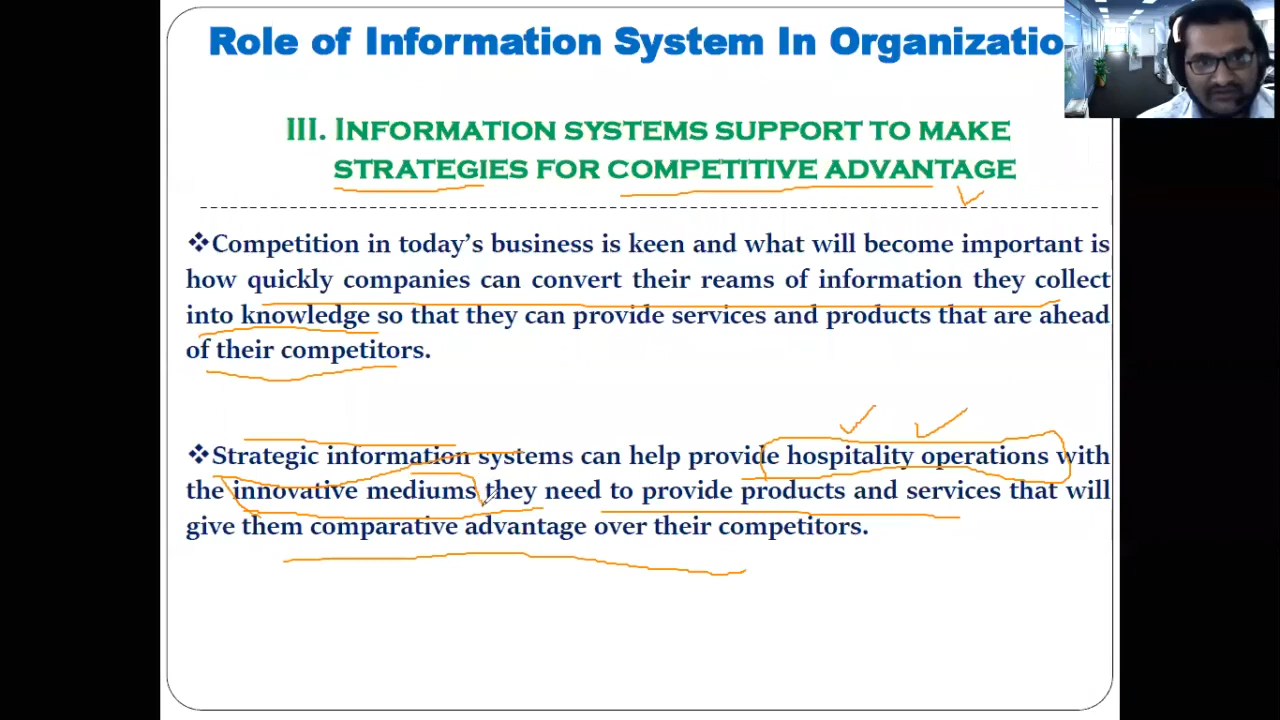 Role of Information System In Organizatio
III. INFORMATION SYSTEMS SUPPORT TO MAKE
STRATEGIES FOR COMPETITIVE ADVANTAGE
❖Competition in today's business is keen and what will become important is
how quickly companies can convert their reams of information they collect
into knowledge so that they can provide services and products that are ahead
of their competitors.
❖Strategic information systems can help provide hospitality operations with
the innovative mediums they need to provide products and services that will
give them comparative advantage over their competitors.